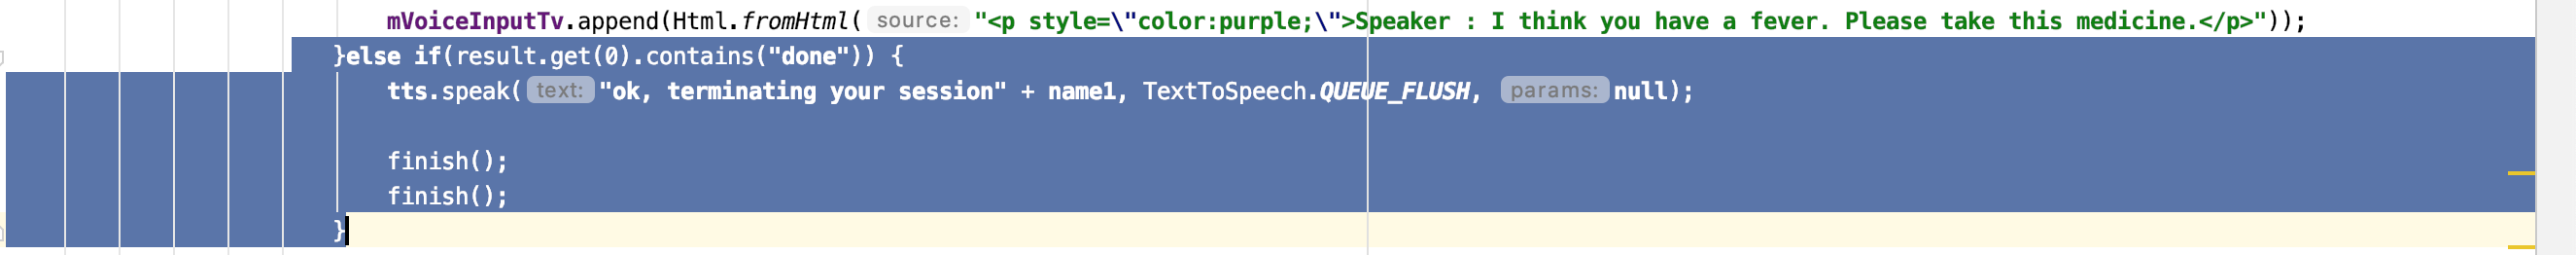 mVoiceInputTv.append(Html.fromHtml( source: "<p style=\"color:purple;\">Speaker : I think you have a fever. Please take this medicine.</p>"));
}else if(result.get(0).contains("done")) {
tts.speak( text: "ok, terminating your session" + name1, TextToSpeech.QUEUE_FLUSH, params: null);
finish();
finish();
}